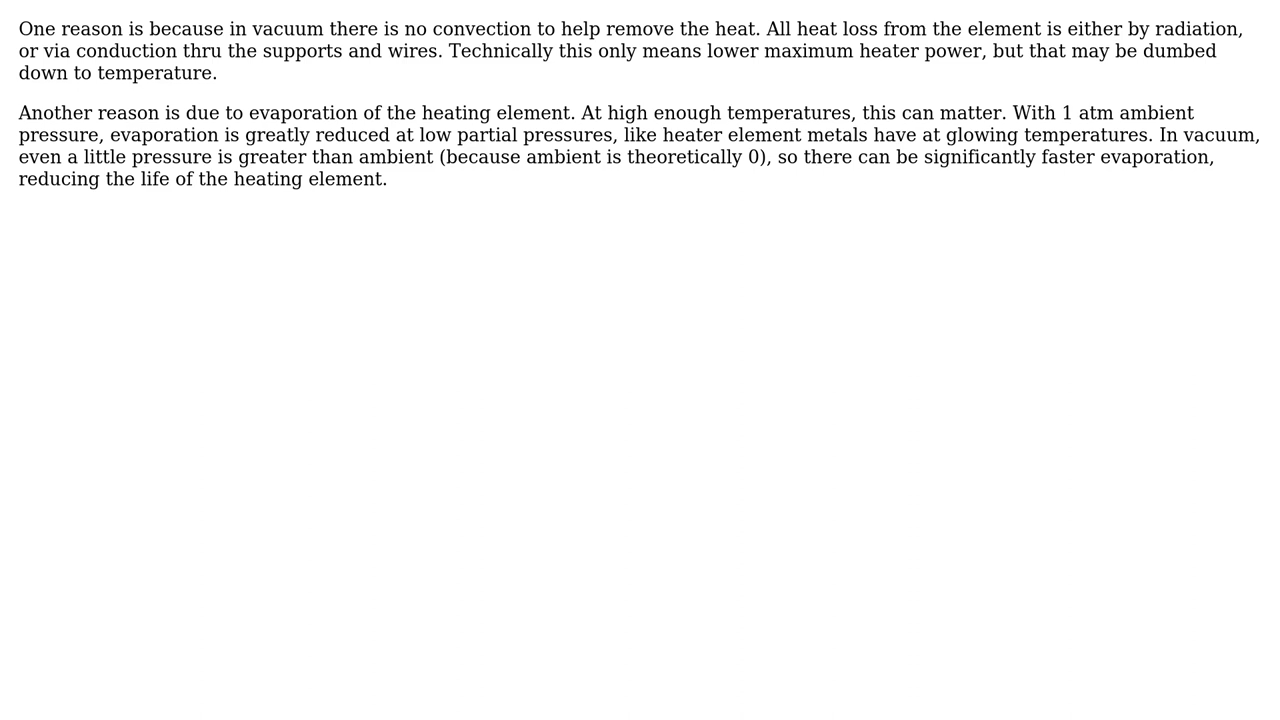 One reason is because in vacuum there is no convection to help remove the heat. All heat loss from the element is either by radiation,
or via conduction thru the supports and wires. Technically this only means lower maximum heater power, but that may be dumbed
down to temperature.
Another reason is due to evaporation of the heating element. At high enough temperatures, this can matter. With 1 atm ambient
pressure, evaporation is greatly reduced at low partial pressures, like heater element metals have at glowing temperatures. In vacuum,
even a little pressure is greater than ambient (because ambient is theoretically 0), so there can be significantly faster evaporation,
reducing the life of the heating element.